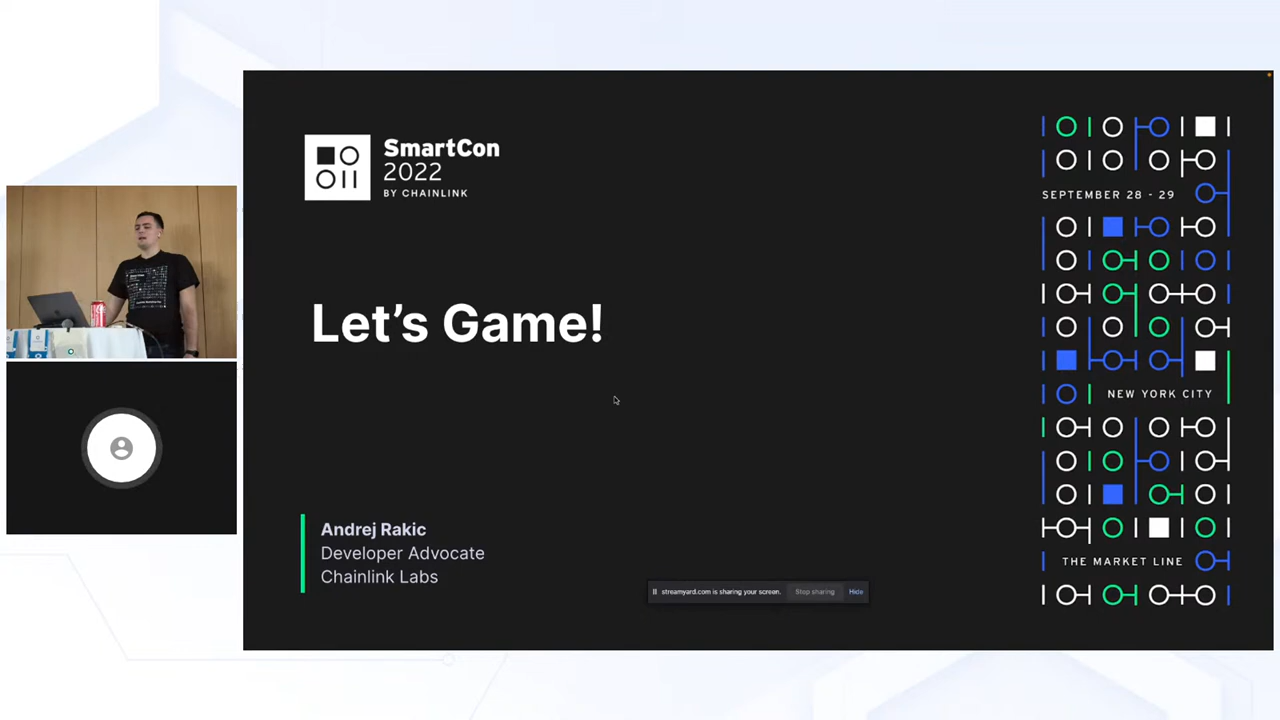 SmartCon
2022
BY CHAINLINK
SEPTEMBER 28 - 29
Let's Game!
NEW YORK CITY
Andrej Rakic
Developer Advocate
Chainlink Labs
THE MARKET LINE
streamyard.com is sharing your screen.
Stop sharing
Hide